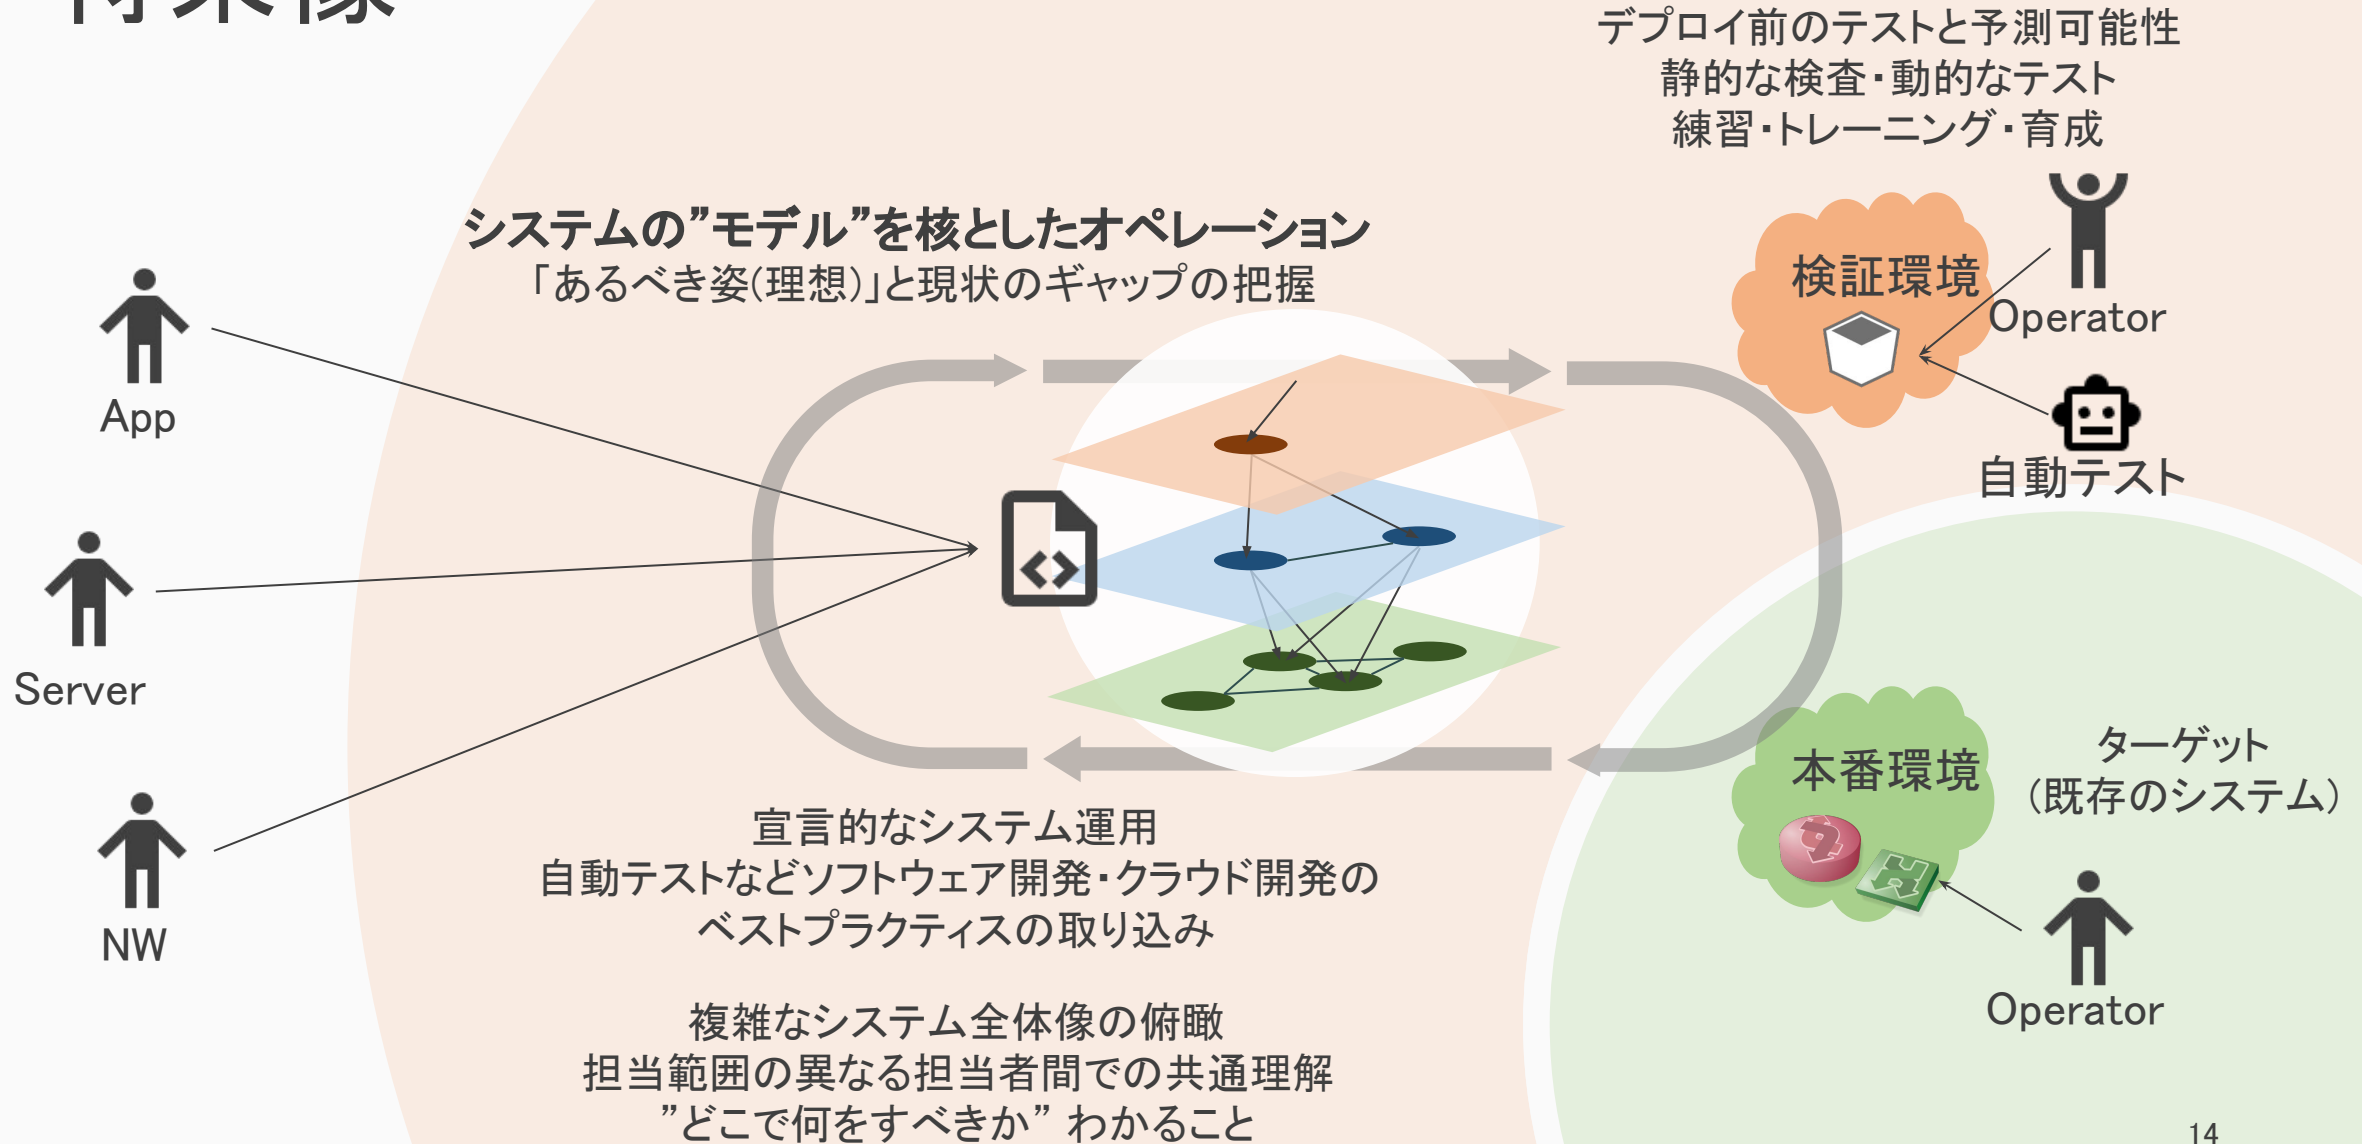 将来像
デプロイ前のテストと予測可能性
静的な検査・動的なテスト
練習・トレーニング・育成
システムの”モデル”を核としたオペレーション
「あるべき姿(理想)」と現状のギャップの把握
検証環境
Operator
自動テスト
App
Server
NW
本番環境
ターゲット
(既存のシステム)
Operator
宣言的なシステム運用
自動テストなどソフトウェア開発・クラウド開発の
ベストプラクティスの取り込み
複雑なシステム全体像の俯瞰
担当範囲の異なる担当者間での共通理解
”どこで何をすべきか” わかること
14